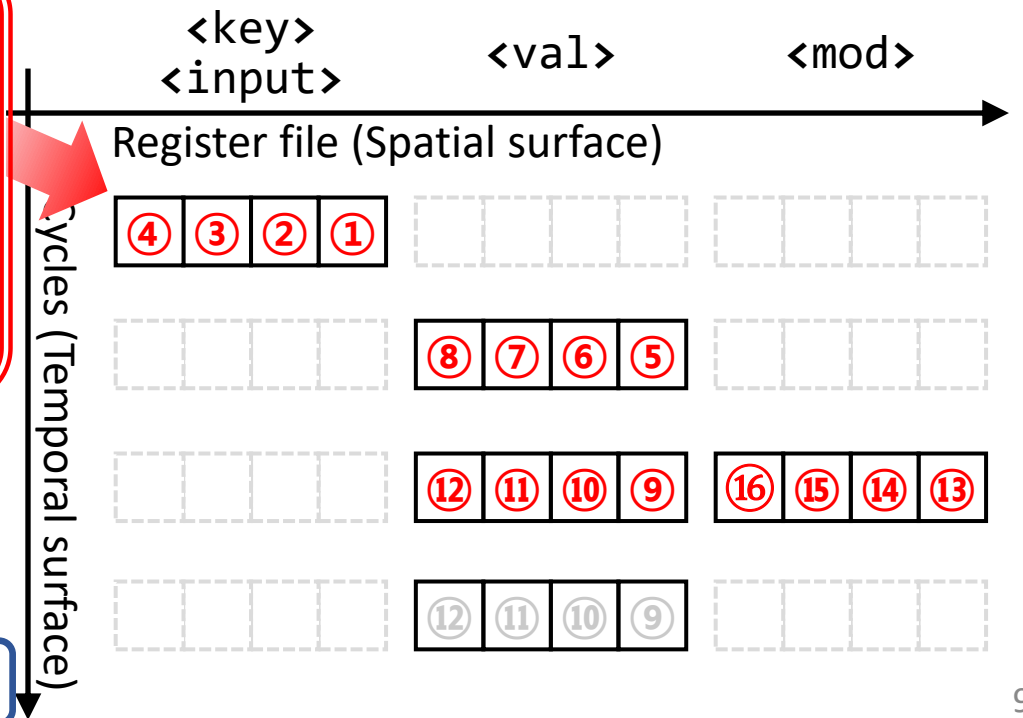 <key>
<input>
<val>
<mod>
Register file (Spatial surface)
Cycles (Temporal surface)
④ ③ ② ①
⑧ ⑦ ⑥ ⑤
⑫ ⑪ ⑩ ⑨ ⑯ ⑮ ⑭ ⑬
⑫ ⑪ ⑩ ⑨
9